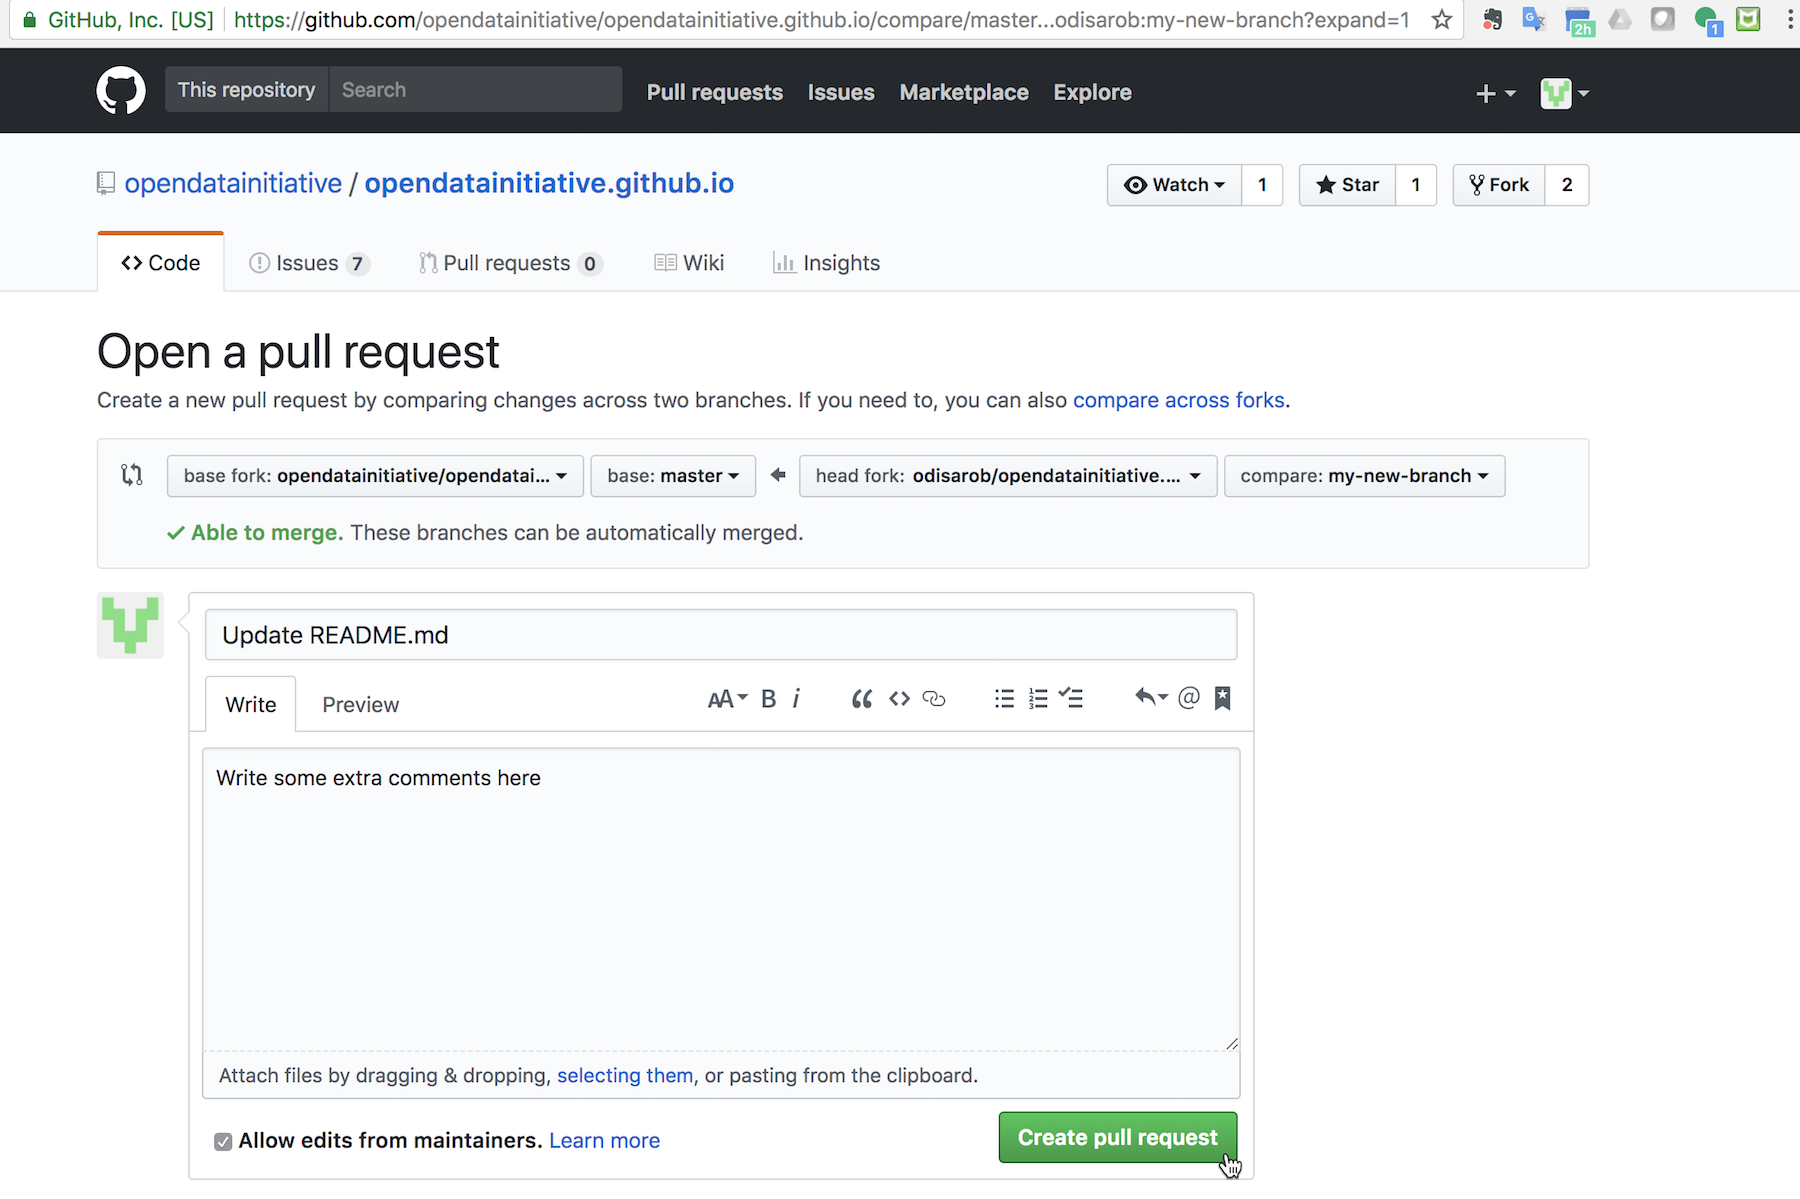 GitHub, Inc. [US] https://github.com/opendatainitiative/opendatainitiative.github.io/compare/master...odisarob:my-new-branch?expand=1 2h 1
This repository Search Pull requests Issues Marketplace Explore
opendatainitiative / opendatainitiative.github.io Watch 1 Star 1 Fork 2
Code Issues 7 Pull requests 0 Wiki Insights
Open a pull request
Create a new pull request by comparing changes across two branches. If you need to, you can also compare across forks.
base fork: opendatainitiative/opendatai... base: master head fork: odisarob/opendatainitiative.... compare: my-new-branch
Able to merge. These branches can be automatically merged.
Update README.md
Write Preview AA B i @
Write some extra comments here
Attach files by dragging & dropping, selecting them, or pasting from the clipboard.
Allow edits from maintainers. Learn more Create pull request